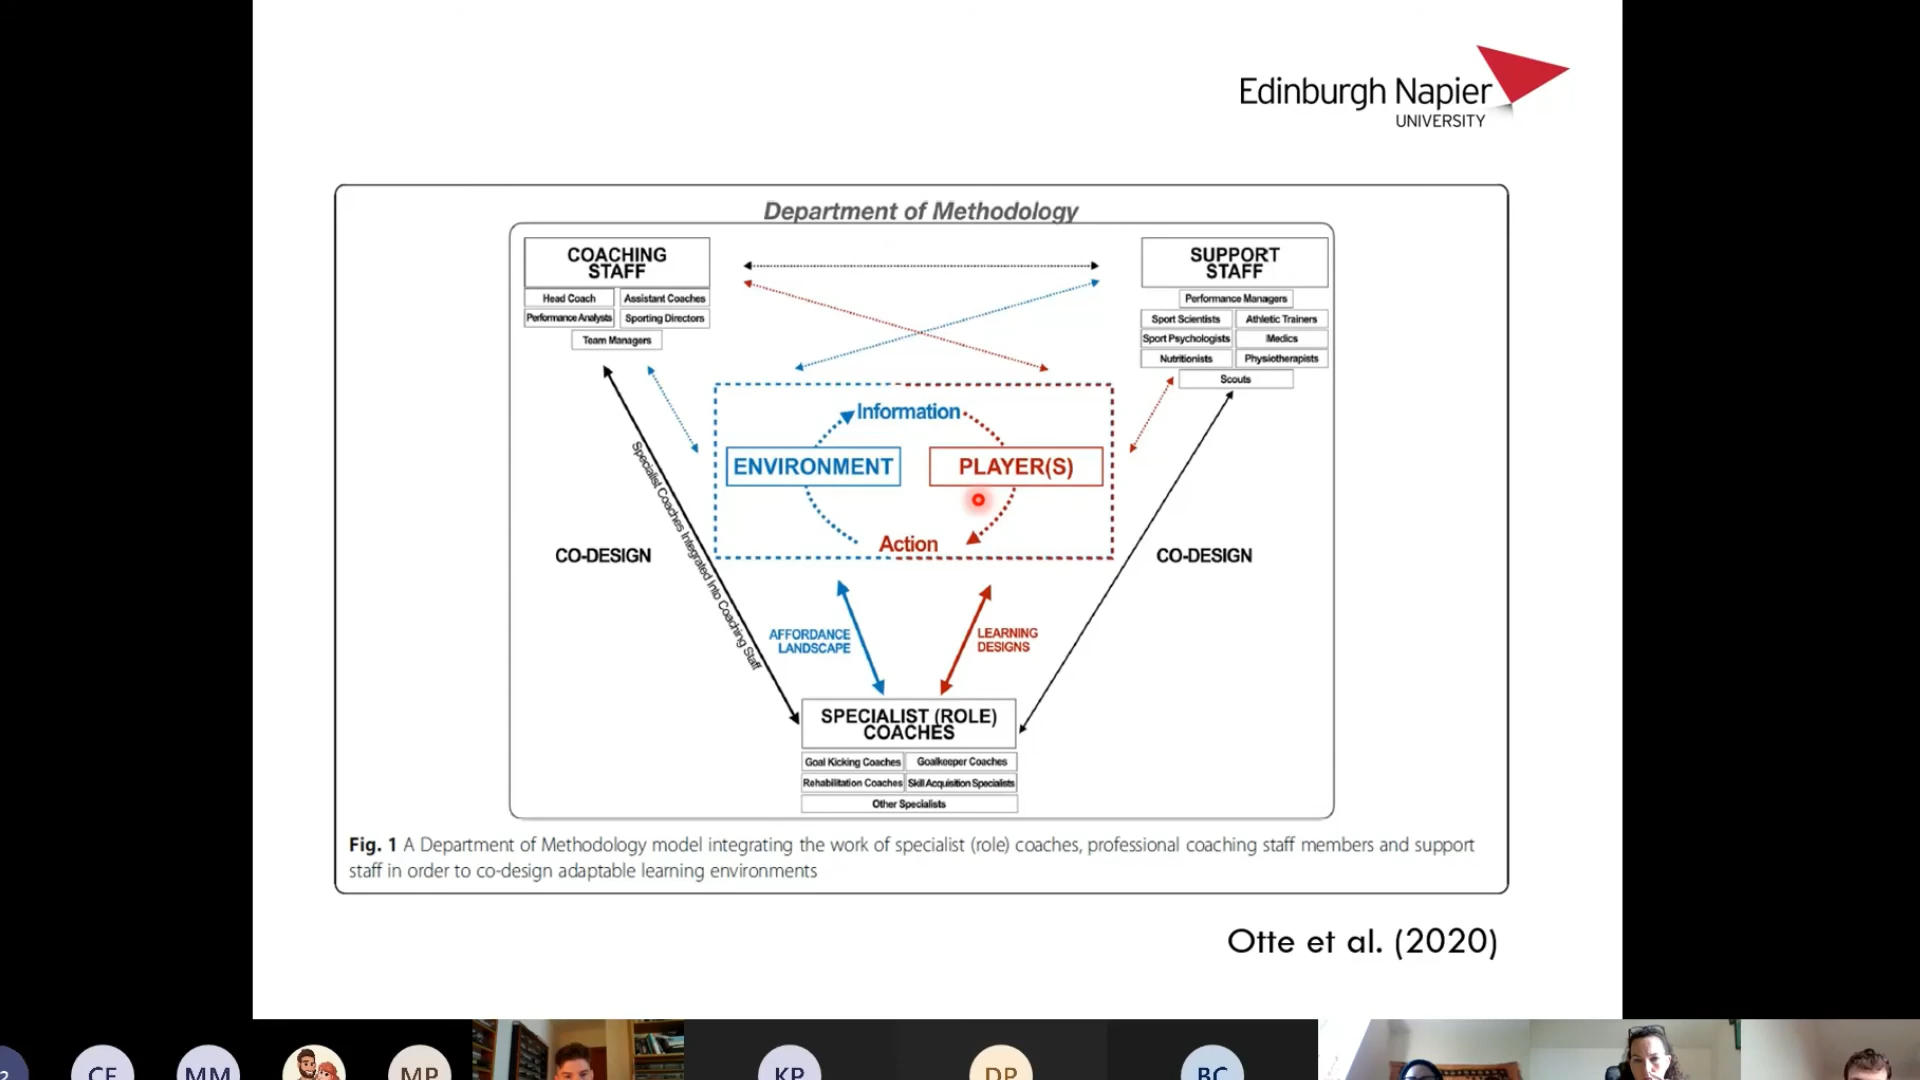 Edinburgh Napier
UNIVERSITY
Department of Methodology
COACHING
STAFF
Head Coach
Assistant Coaches
Performance Analysts
Sporting Directors
Team Managers
SUPPORT
STAFF
Performance Managers
Sport Scientists
Athletic Trainers
Sport Psychologists
Medics
Nutritionists
Physiotherapists
Scouts
Information
ENVIRONMENT
PLAYER(S)
Action
Specialist Coaches Integrated Into Coaching Staff
CO-DESIGN
CO-DESIGN
AFFORDANCE
LANDSCAPE
LEARNING
DESIGNS
SPECIALIST (ROLE)
COACHES
Goal Kicking Coaches
Goalkeeper Coaches
Rehabilitation Coaches
Skill Acquisition Specialists
Other Specialists
Fig. 1 A Department of Methodology model integrating the work of specialist (role) coaches, professional coaching staff members and support
staff in order to co-design adaptable learning environments
Otte et al. (2020)
2
CF
MM
MP
KP
DP
BC